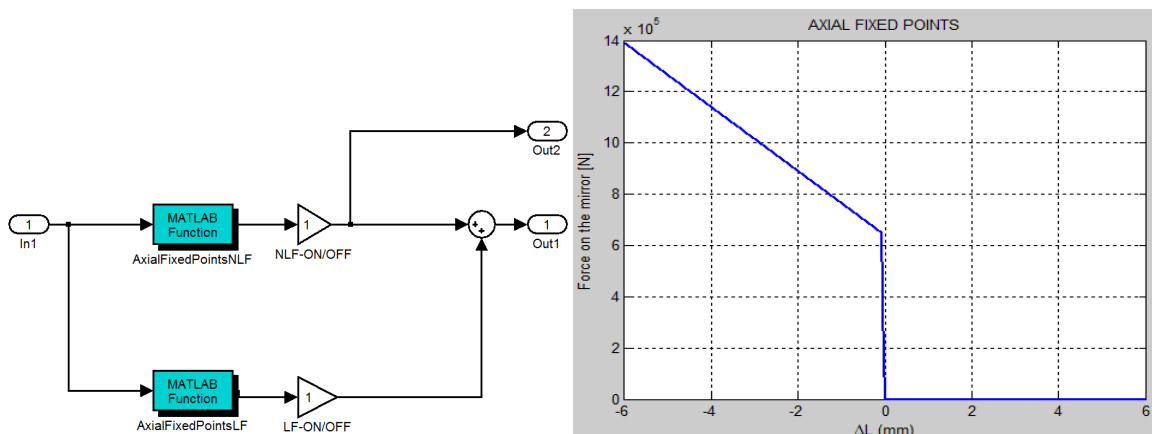 2
Out2
1
In1
MATLAB
Function
AxialFixedPointsNLF
1
NLF-ON/OFF
+
+
1
Out1
MATLAB
Function
AxialFixedPointsLF
1
LF-ON/OFF
AXIAL FIXED POINTS
x 10^5
14
12
10
8
6
4
2
0
Force on the mirror [N]
-6
-4
-2
0
2
4
6
ΔL (mm)